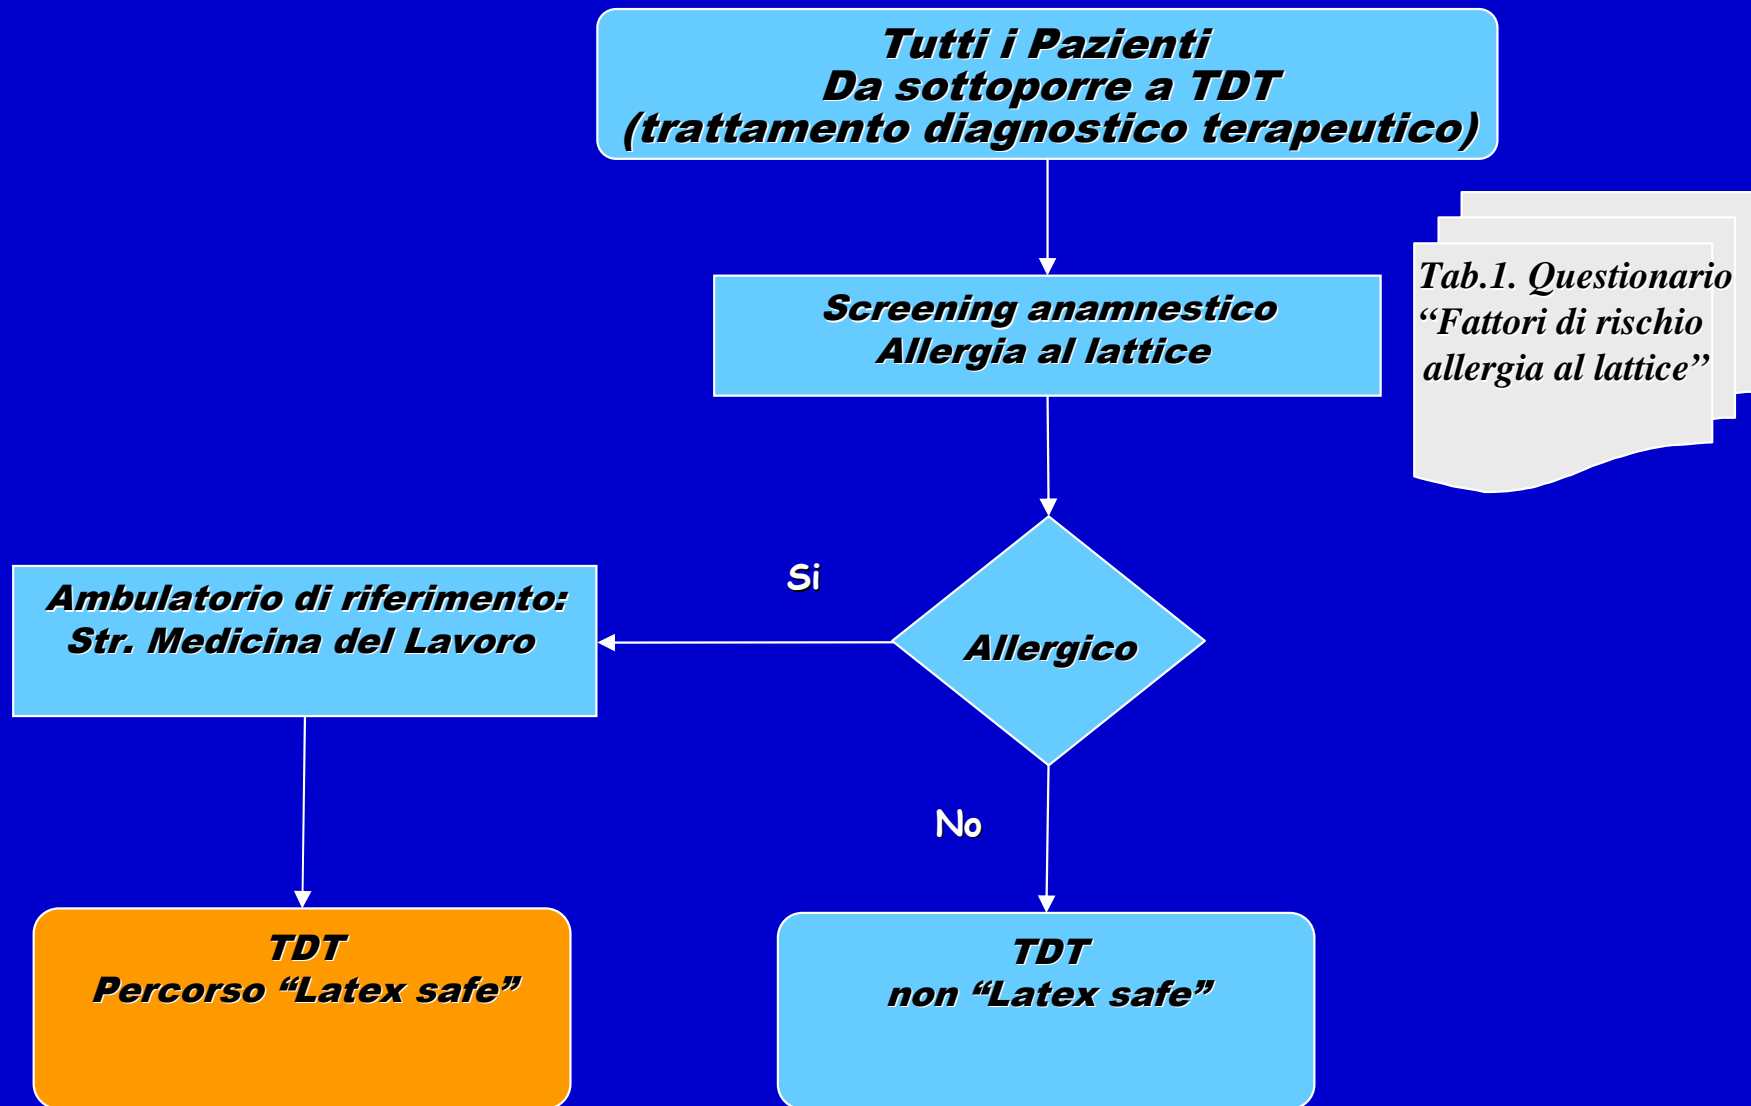 Tutti i Pazienti
Da sottoporre a TDT
(trattamento diagnostico terapeutico)
Screening anamnestico
Allergia al lattice
Tab.1. Questionario
“Fattori di rischio
allergia al lattice”
Si
Ambulatorio di riferimento:
Str. Medicina del Lavoro
Allergico
No
TDT
Percorso “Latex safe”
TDT
non “Latex safe”